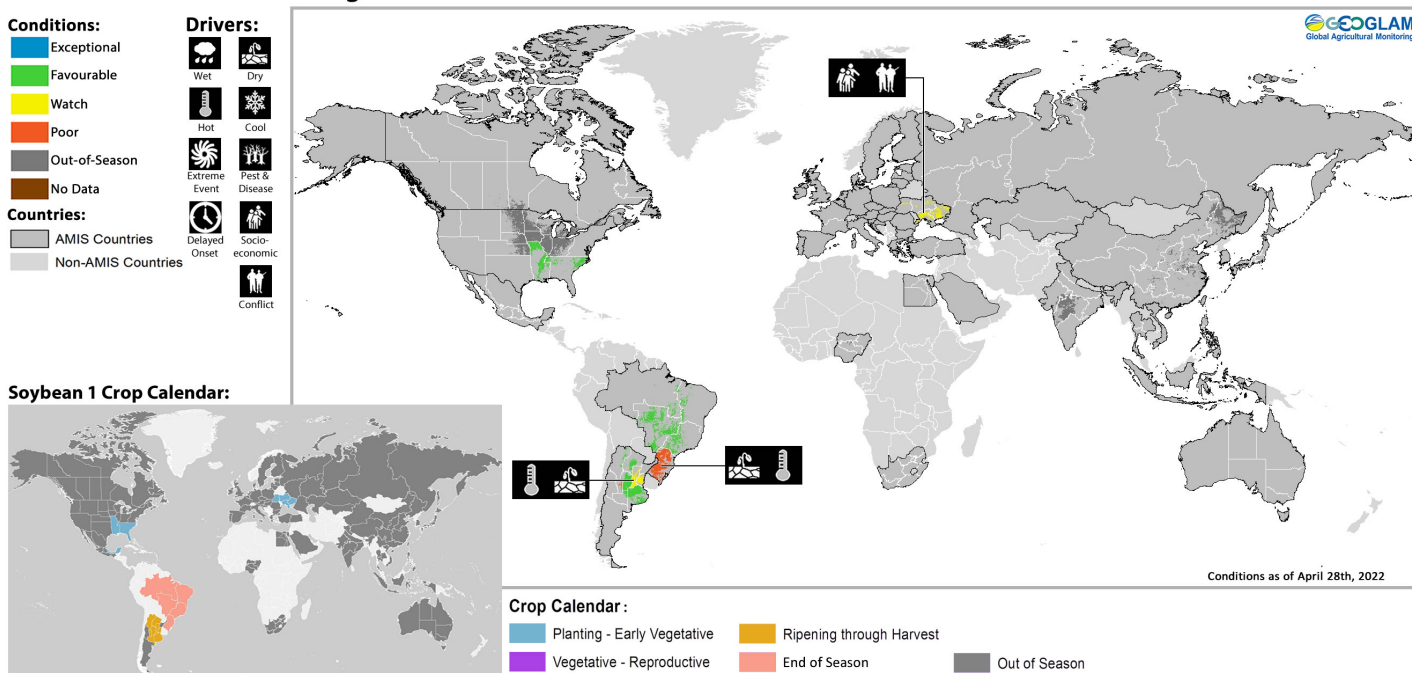 Conditions:
Exceptional
Favourable
Watch
Poor
Out-of-Season
No Data
Countries:
AMIS Countries
Non-AMIS Countries
Drivers:
Wet
Dry
Hot
Cool
Extreme
Event
Pest &
Disease
Delayed
Onset
Socio-
economic
Conflict
GEOGLAM
Global Agricultural Monitoring
Conditions as of April 28th, 2022
Soybean 1 Crop Calendar:
Crop Calendar :
Planting - Early Vegetative
Ripening through Harvest
Vegetative - Reproductive
End of Season
Out of Season